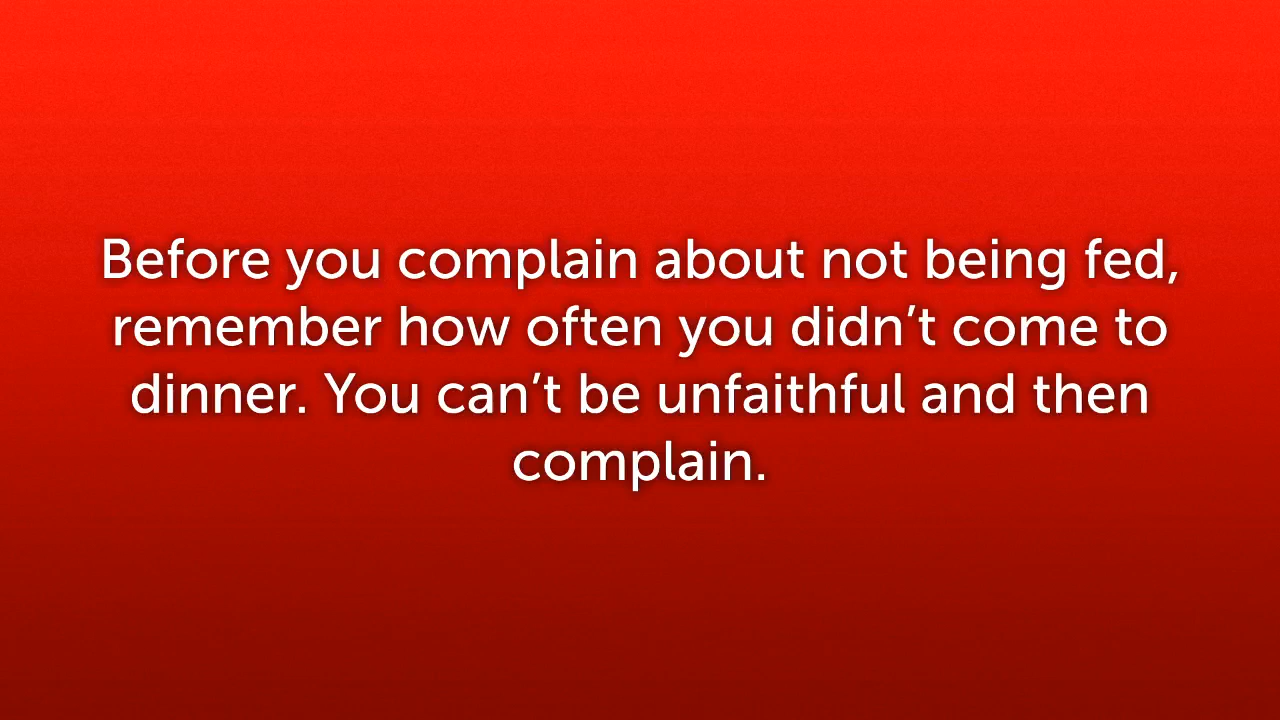 Before you complain about not being fed,
remember how often you didn’t come to
dinner. You can’t be unfaithful and then
complain.